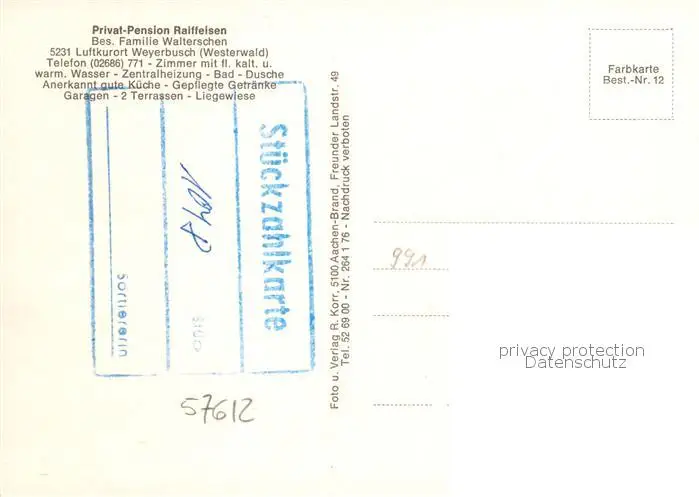 Privat-Pension Raiffeisen
Bes. Familie Walterschen
5231 Luftkurort Weyerbusch (Westerwald)
Telefon (02686) 771 - Zimmer mit fl. kalt. u.
warm. Wasser - Zentralheizung - Bad - Dusche
Anerkannt gute Küche - Gepflegte Getränke
Garagen - 2 Terrassen - Liegewiese
Stückzahlkarte
Stück
Sortiererin
57612
Foto u. Verlag R. Korr, 5100 Aachen-Brand, Freunder Landstr. 49
Tel. 52 69 00 - Nr. 264 1 76 - Nachdruck verboten
Farbkarte
Best.-Nr. 12
991
privacy protection
Datenschutz